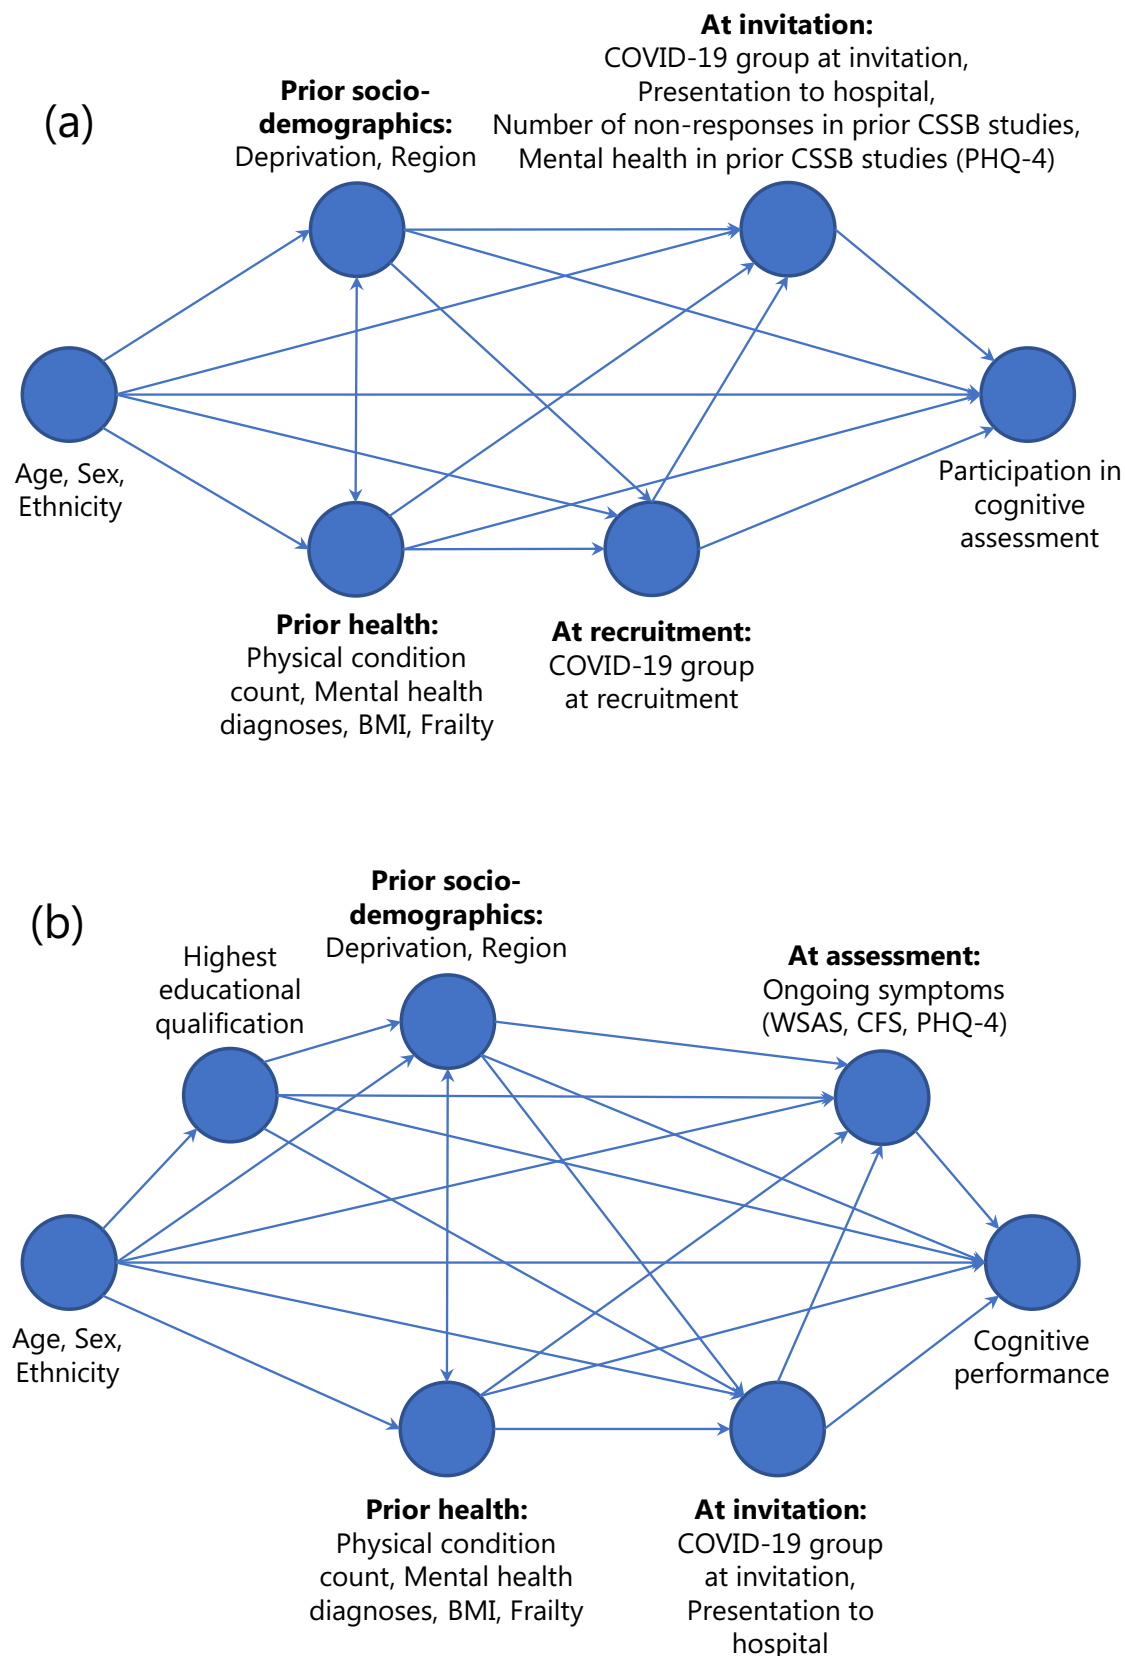 (a)
Prior socio-
demographics:
Deprivation, Region
At invitation:
COVID-19 group at invitation,
Presentation to hospital,
Number of non-responses in prior CSSB studies,
Mental health in prior CSSB studies (PHQ-4)
Age, Sex,
Ethnicity
Participation in
cognitive
assessment
Prior health:
Physical condition
count, Mental health
diagnoses, BMI, Frailty
At recruitment:
COVID-19 group
at recruitment
(b)
Highest
educational
qualification
Prior socio-
demographics:
Deprivation, Region
At assessment:
Ongoing symptoms
(WSAS, CFS, PHQ-4)
Age, Sex,
Ethnicity
Cognitive
performance
Prior health:
Physical condition
count, Mental health
diagnoses, BMI, Frailty
At invitation:
COVID-19 group
at invitation,
Presentation to
hospital